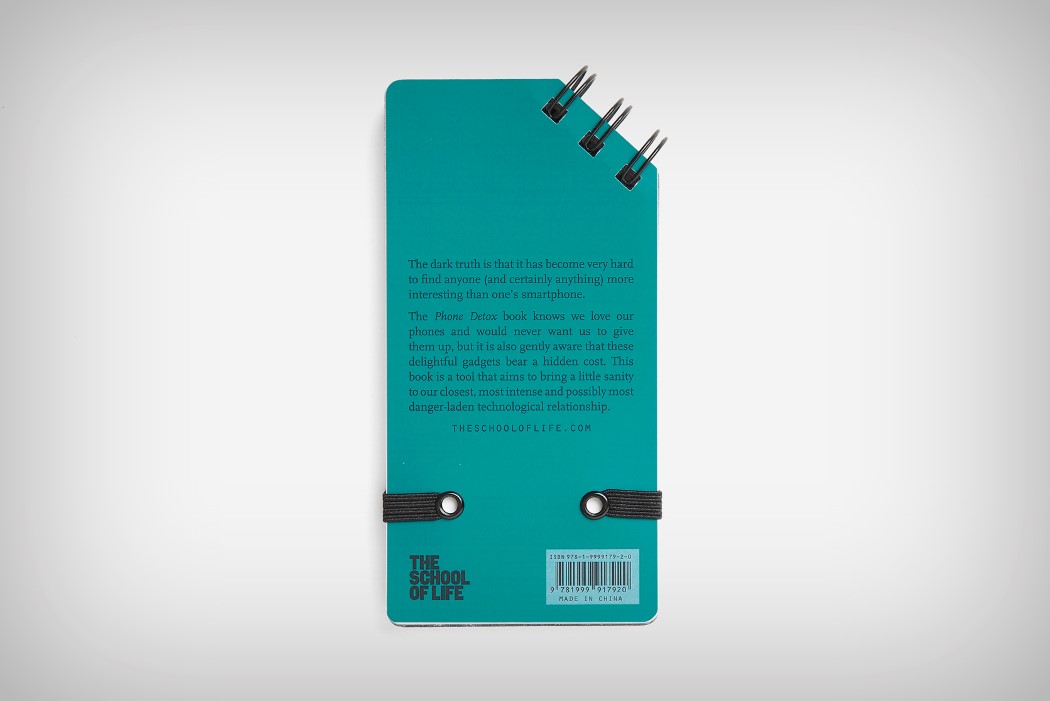 The dark truth is that it has become very hard
to find anyone (and certainly anything) more
interesting than one's smartphone.
The Phone Detox book knows we love our
phones and would never want us to give
them up, but it is also gently aware that these
delightful gadgets bear a hidden cost. This
book is a tool that aims to bring a little sanity
to our closest, most intense and possibly most
danger-laden technological relationship.
THESCHOOLOFLIFE.COM
THE
SCHOOL
OF LIFE
ISBN 978-1-9999179-2-0
9 781999 917920
MADE IN CHINA